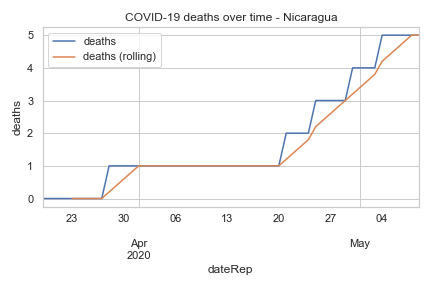 COVID-19 deaths over time - Nicaragua
deaths
deaths (rolling)
deaths
5
4
3
2
1
0
23 30 06 13 20 27 04
Apr May
2020
dateRep